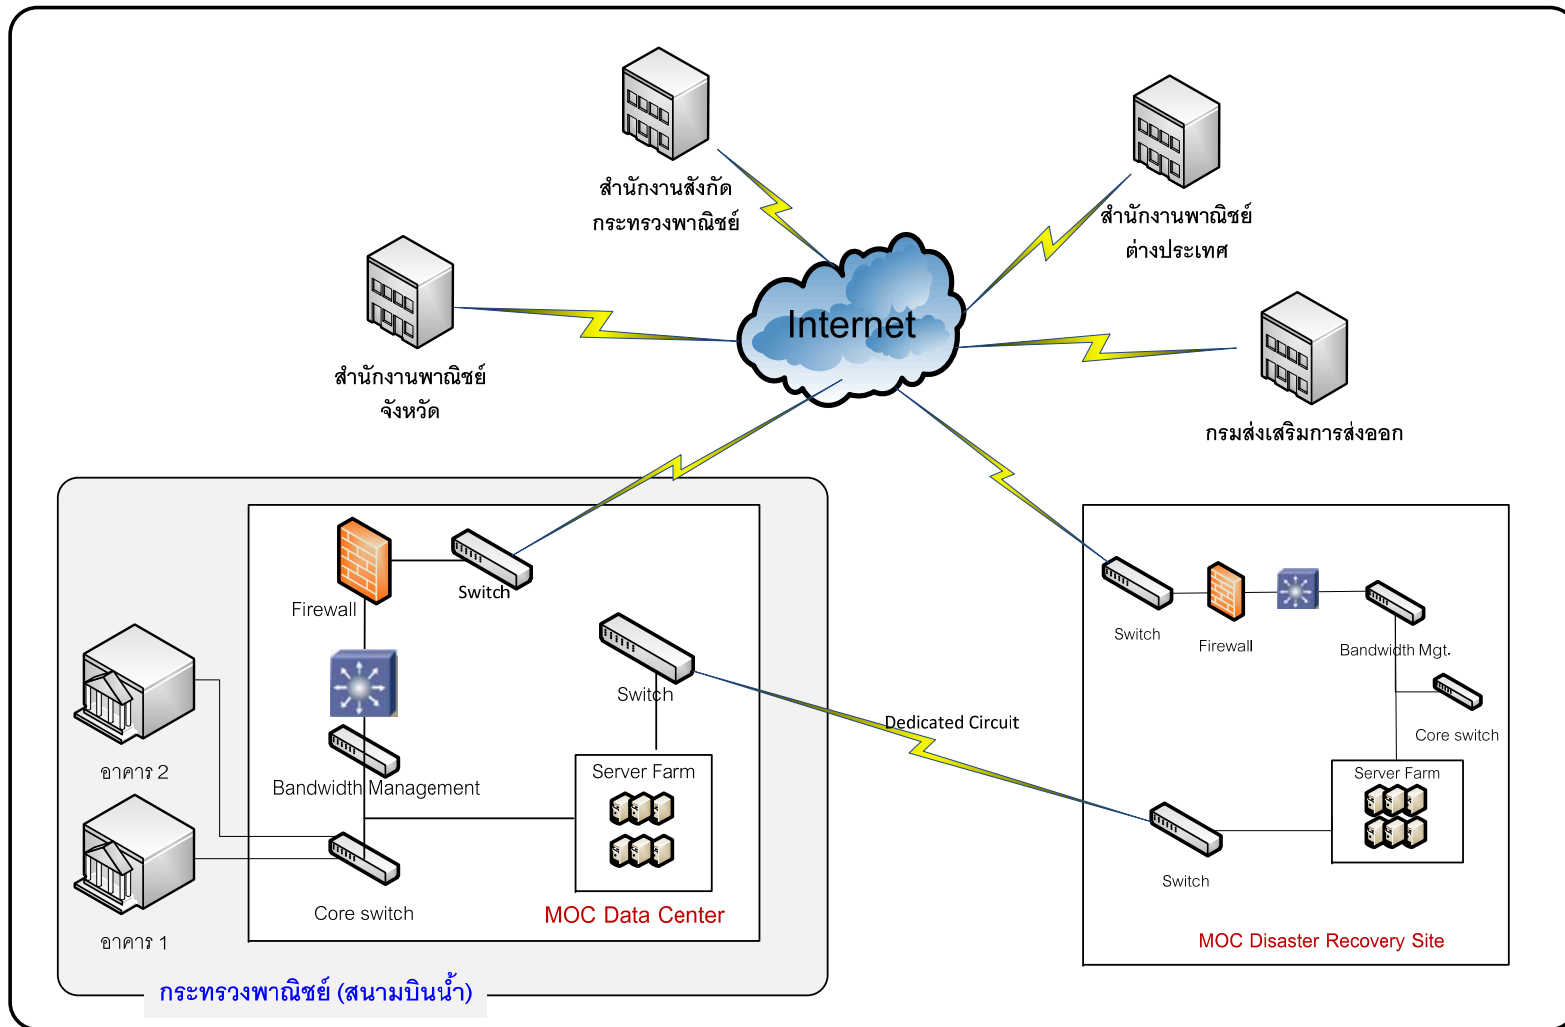 สำนักงานสังกัด
กระทรวงพาณิชย์
สำนักงานพาณิชย์
ต่างประเทศ
Internet
สำนักงานพาณิชย์
จังหวัด
กรมส่งเสริมการส่งออก
Switch
Firewall
Switch
Bandwidth Management
Server Farm
Core switch
MOC Data Center
อาคาร 2
อาคาร 1
กระทรวงพาณิชย์ (สนามบินน้ำ)
Dedicated Circuit
Switch
Firewall
Bandwidth Mgt.
Core switch
Server Farm
Switch
MOC Disaster Recovery Site